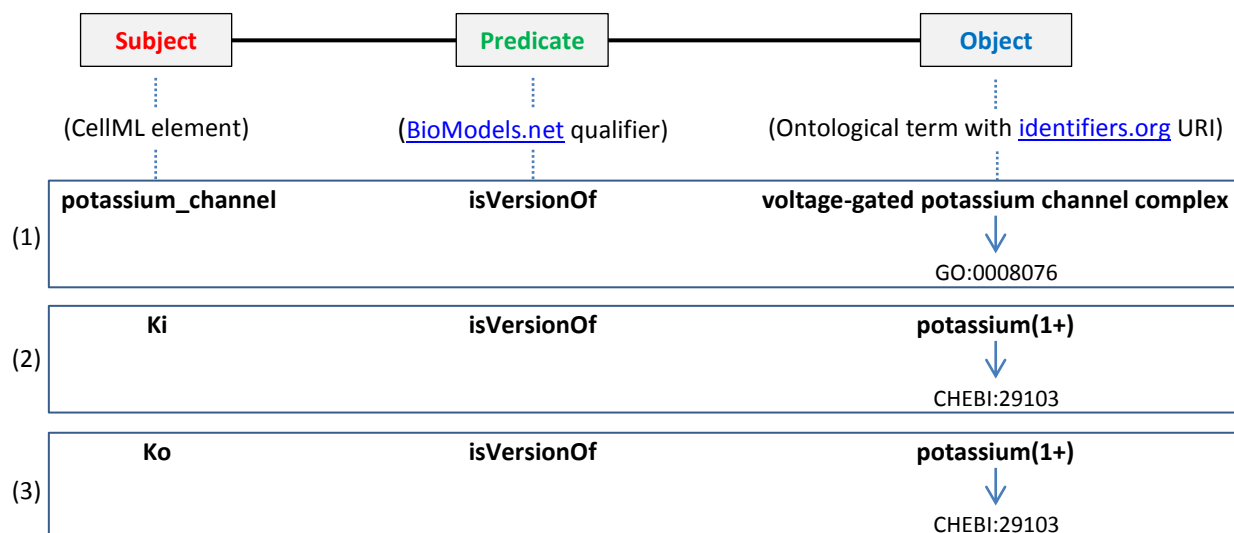 Subject Predicate Object
(CellML element) (BioModels.net qualifier) (Ontological term with identifiers.org URI)
potassium_channel isVersionOf voltage-gated potassium channel complex
(1)
GO:0008076
Ki isVersionOf potassium(1+)
(2)
CHEBI:29103
Ko isVersionOf potassium(1+)
(3)
CHEBI:29103